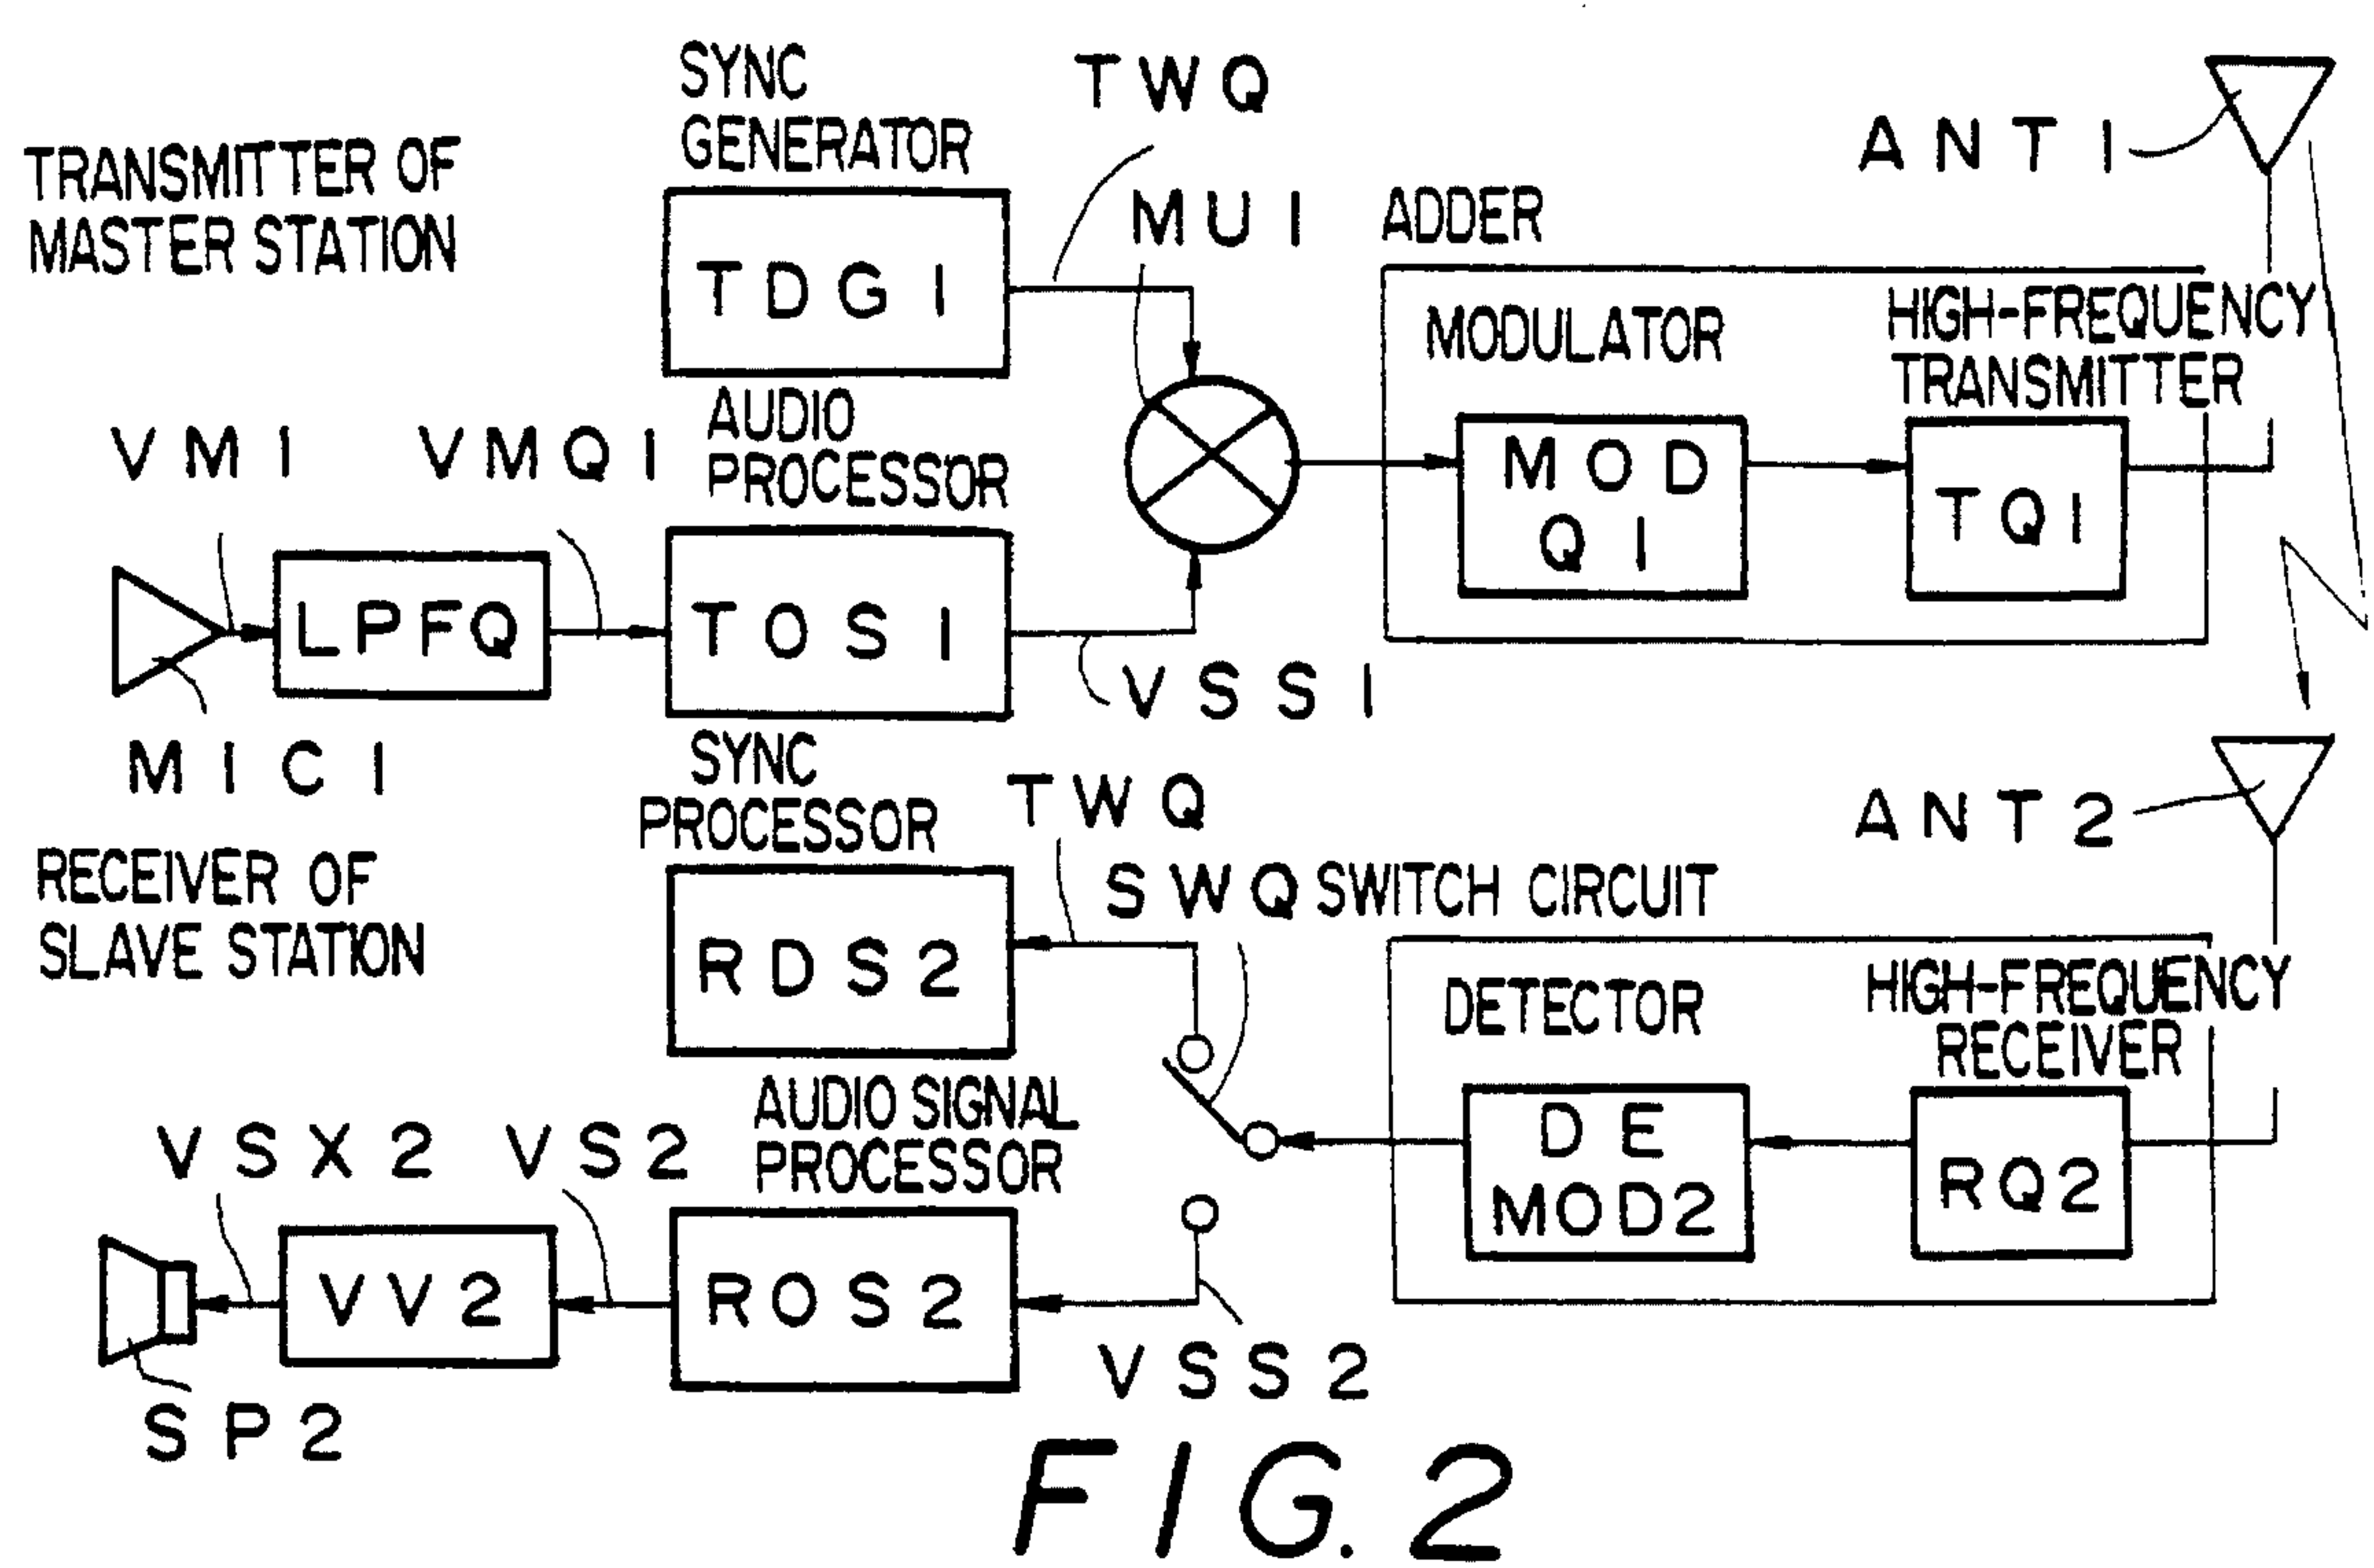 SYNC
GENERATOR
TWQ
TRANSMITTER OF
MASTER STATION
ANT1
MU1 ADDER
TDG1
MODULATOR
HIGH-FREQUENCY
TRANSMITTER
VM1 VMQ1
AUDIO
PROCESSOR
MOD
Q1
TQ1
LPFQ
TOS1
VSS1
MIC1
SYNC
PROCESSOR
TWQ
ANT2
RECEIVER OF
SLAVE STATION
SWQ SWITCH CIRCUIT
RDS2
DETECTOR
HIGH-FREQUENCY
RECEIVER
AUDIO SIGNAL
PROCESSOR
VSX2 VS2
DE
MOD2
RQ2
VV2
ROS2
VSS2
SP2
FIG. 2